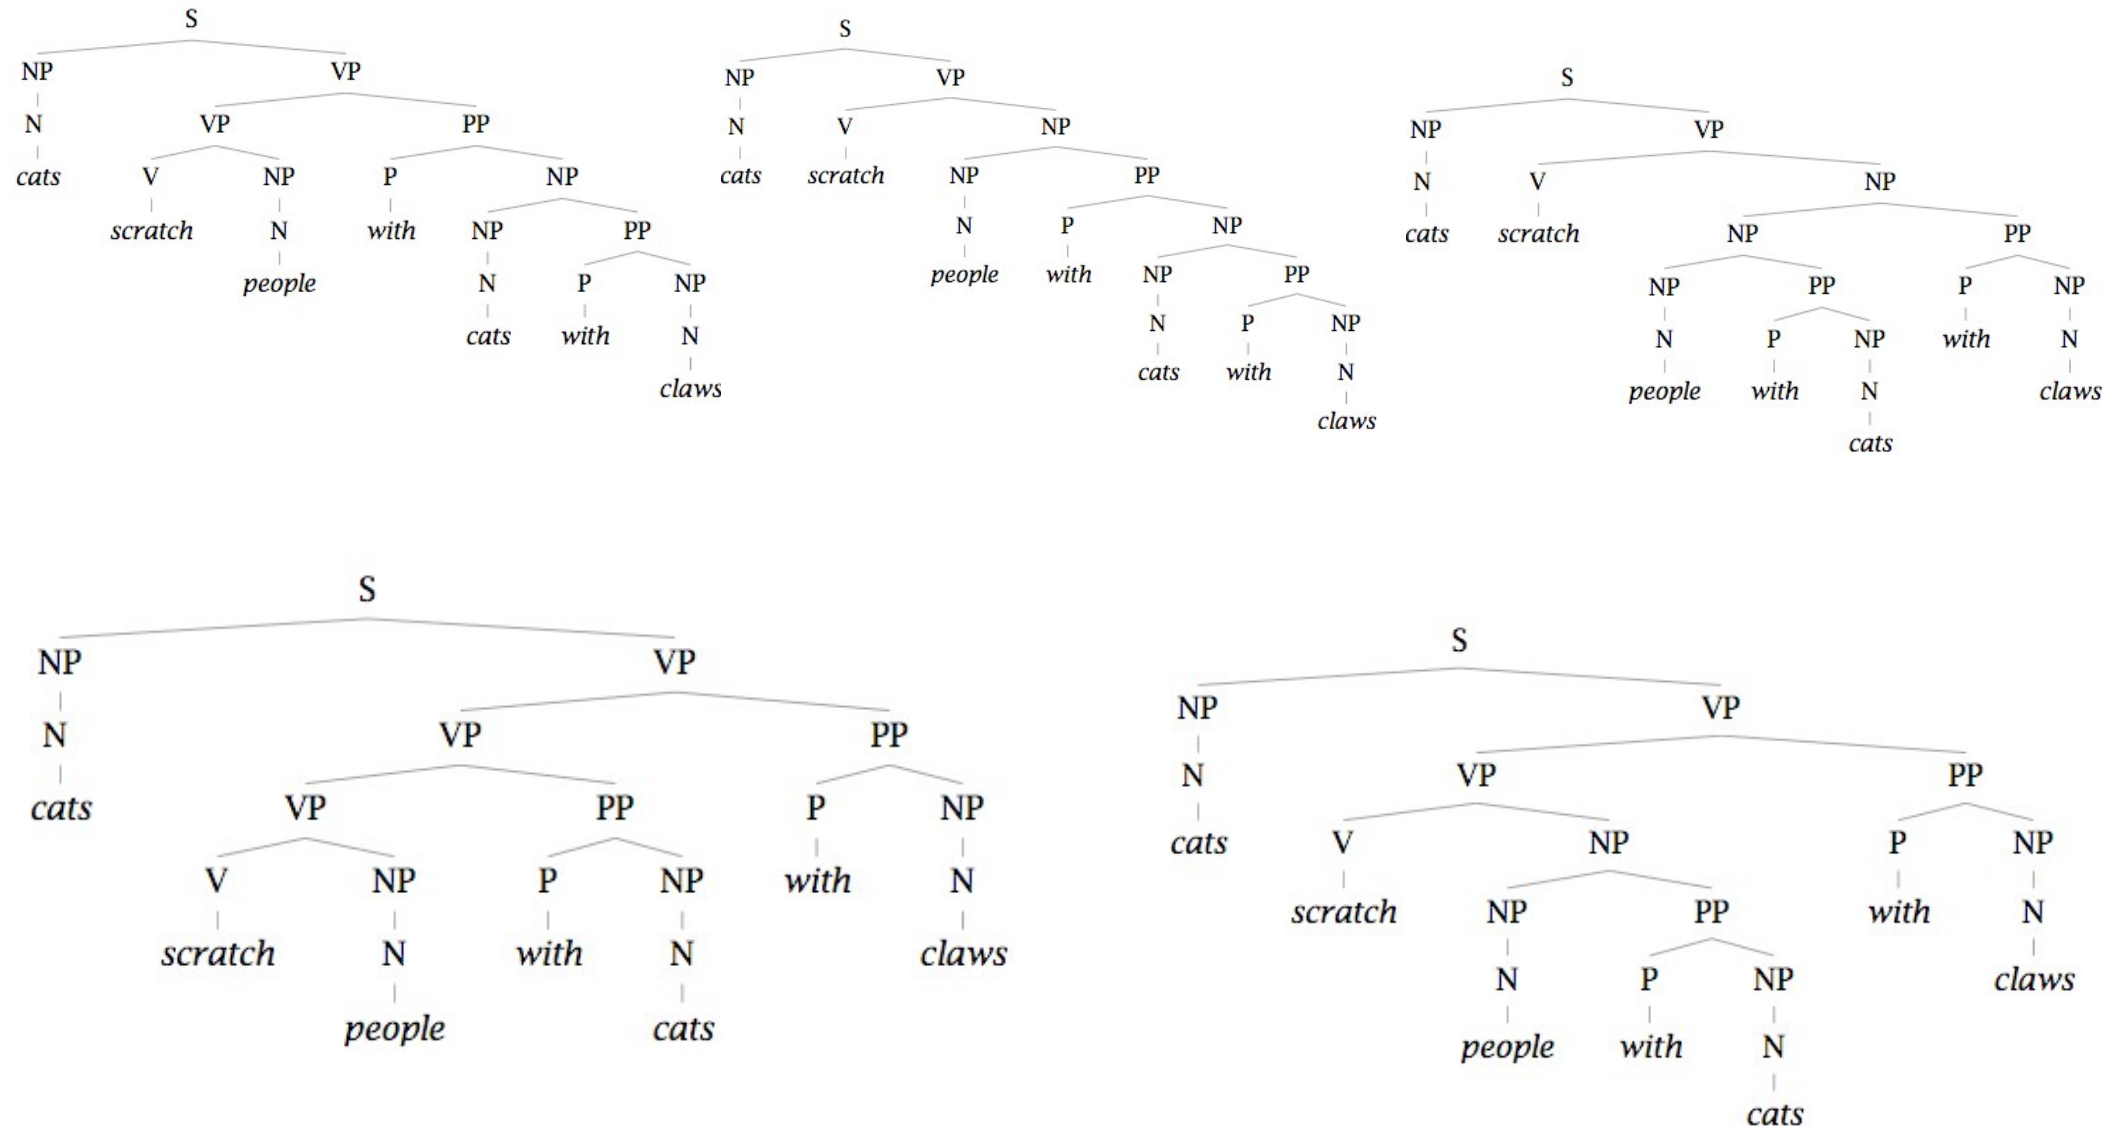 S
NP VP
N VP PP
cats V NP P NP
scratch N with NP PP
people N P NP
cats with N
claws
S
NP VP
N V NP
cats scratch NP PP
N P NP
people with NP PP
N P NP
cats with N
claws
S
NP VP
N V NP
cats scratch NP PP
NP PP P NP
N P NP with N
people with N claws
cats
S
NP VP
N VP PP
cats VP PP P NP
V NP P NP with N
scratch N with N claws
people cats
S
NP VP
N VP PP
cats V NP P NP
scratch NP PP with N
N P NP claws
people with N
cats